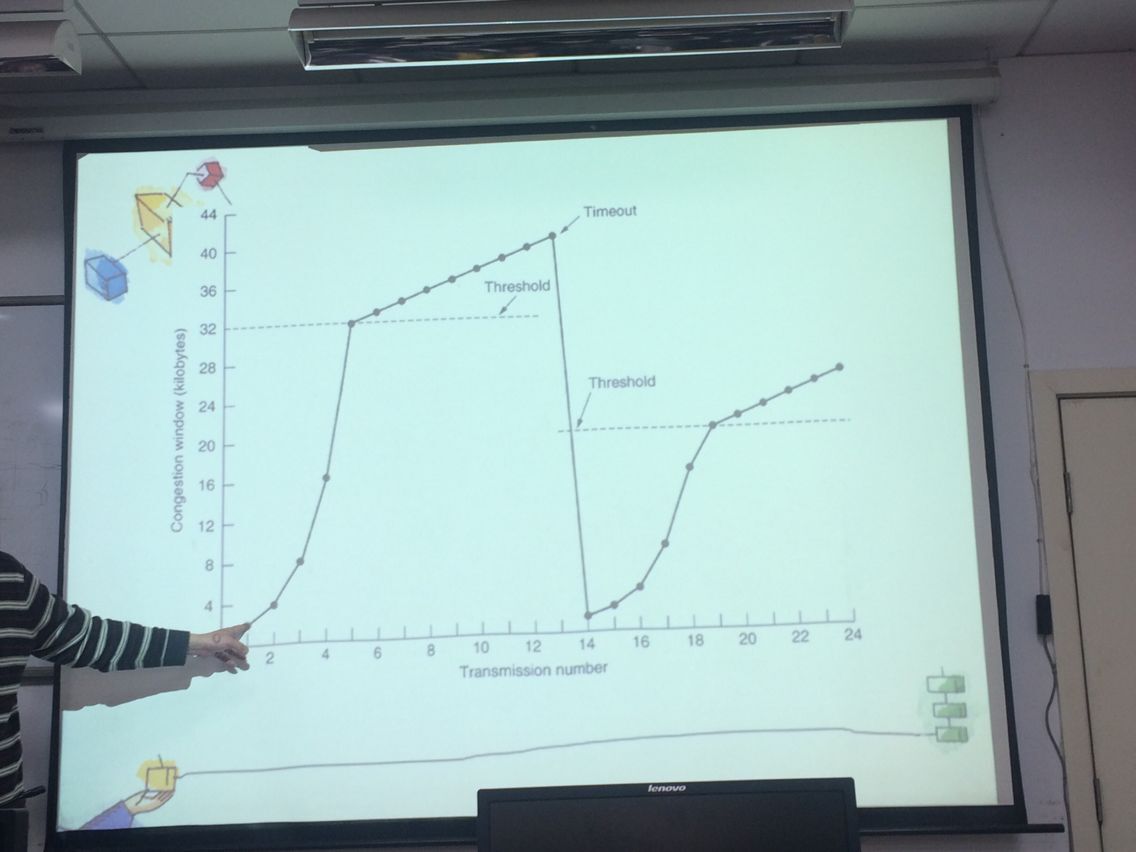 44
Timeout
40
36
Threshold
32
28
Threshold
24
20
16
12
8
4
Congestion window (kilobytes)
2 4 6 8 10 12 14 16 18 20 22 24
Transmission number
lenovo